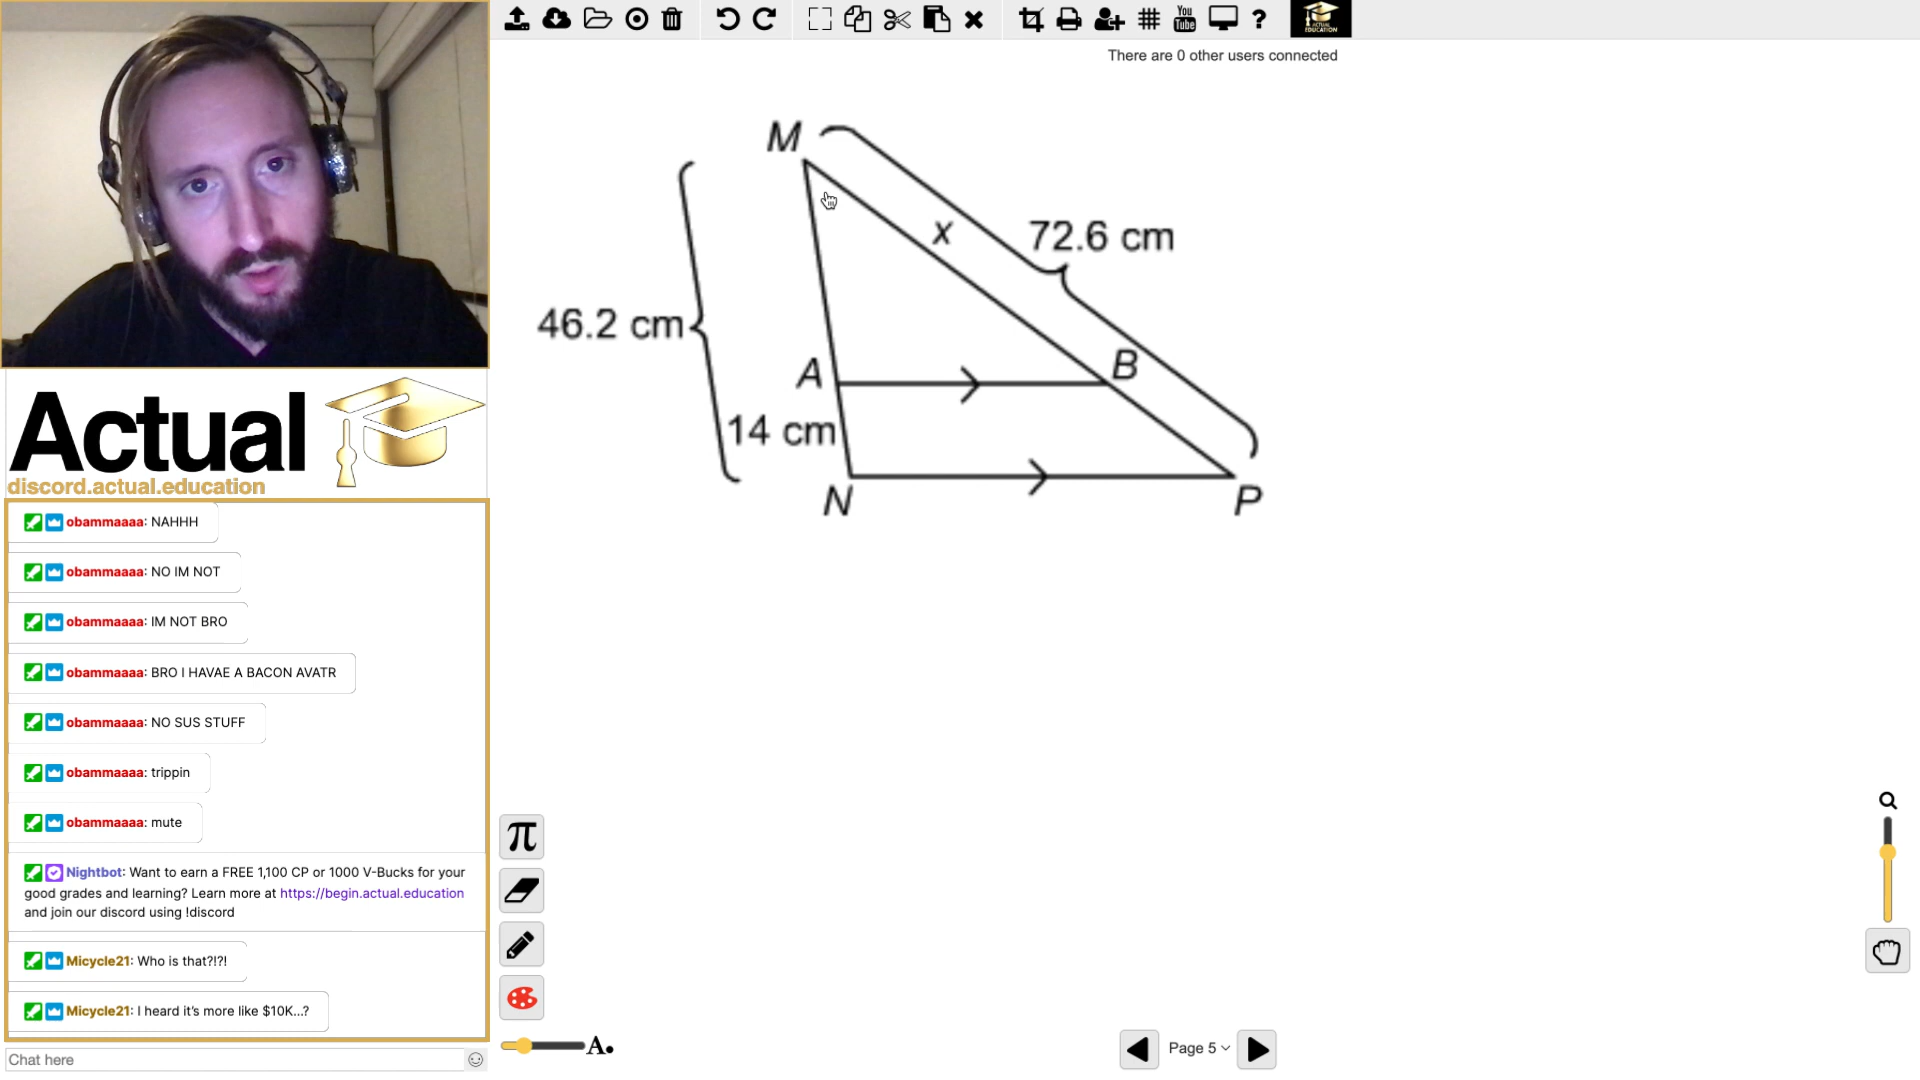 You
Tube
ACTUAL
EDUCATION
There are 0 other users connected
M
x
72.6 cm
46.2 cm
A
B
14 cm
N
P
Actual
discord.actual.education
obammaaaa: NAHHH
obammaaaa: NO IM NOT
obammaaaa: IM NOT BRO
obammaaaa: BRO I HAVAE A BACON AVATR
obammaaaa: NO SUS STUFF
obammaaaa: trippin
obammaaaa: mute
Nightbot: Want to earn a FREE 1,100 CP or 1000 V-Bucks for your
good grades and learning? Learn more at https://begin.actual.education
and join our discord using !discord
Micycle21: Who is that?!?!
Micycle21: I heard it's more like $10K...?
Chat here
π
A
Page 5